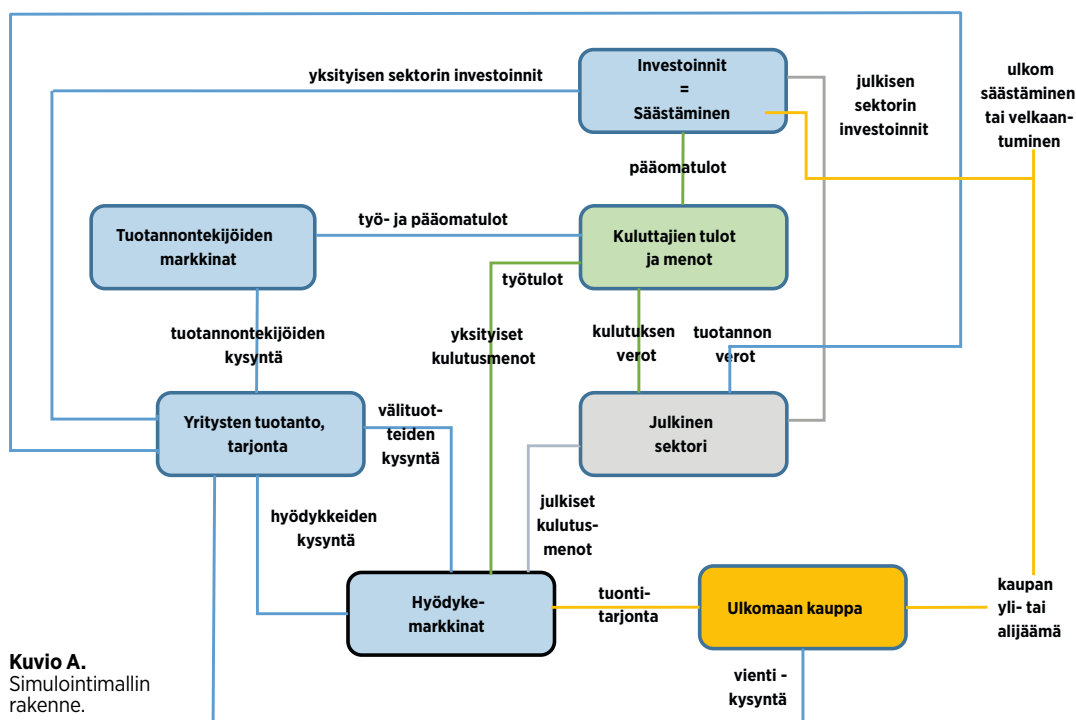 yksityisen sektorin investoinnit
Investoinnit
=
Säästäminen
julkisen
sektorin
investoinnit
ulkom
säästäminen
tai velkaan-
tuminen
pääomatulot
Tuotannontekijöiden
markkinat
työ- ja pääomatulot
Kuluttajien tulot
ja menot
työtulot
tuotannontekijöiden
kysyntä
yksityiset
kulutusmenot
kulutuksen
verot
tuotannon
verot
Yritysten tuotanto,
tarjonta
välituot-
teiden
kysyntä
Julkinen
sektori
hyödykkeiden
kysyntä
julkiset
kulutus-
menot
Hyödyke-
markkinat
tuonti-
tarjonta
Ulkomaan kauppa
kaupan
yli- tai
alijäämä
vienti -
kysyntä
Kuvio A.
Simulointimallin
rakenne.